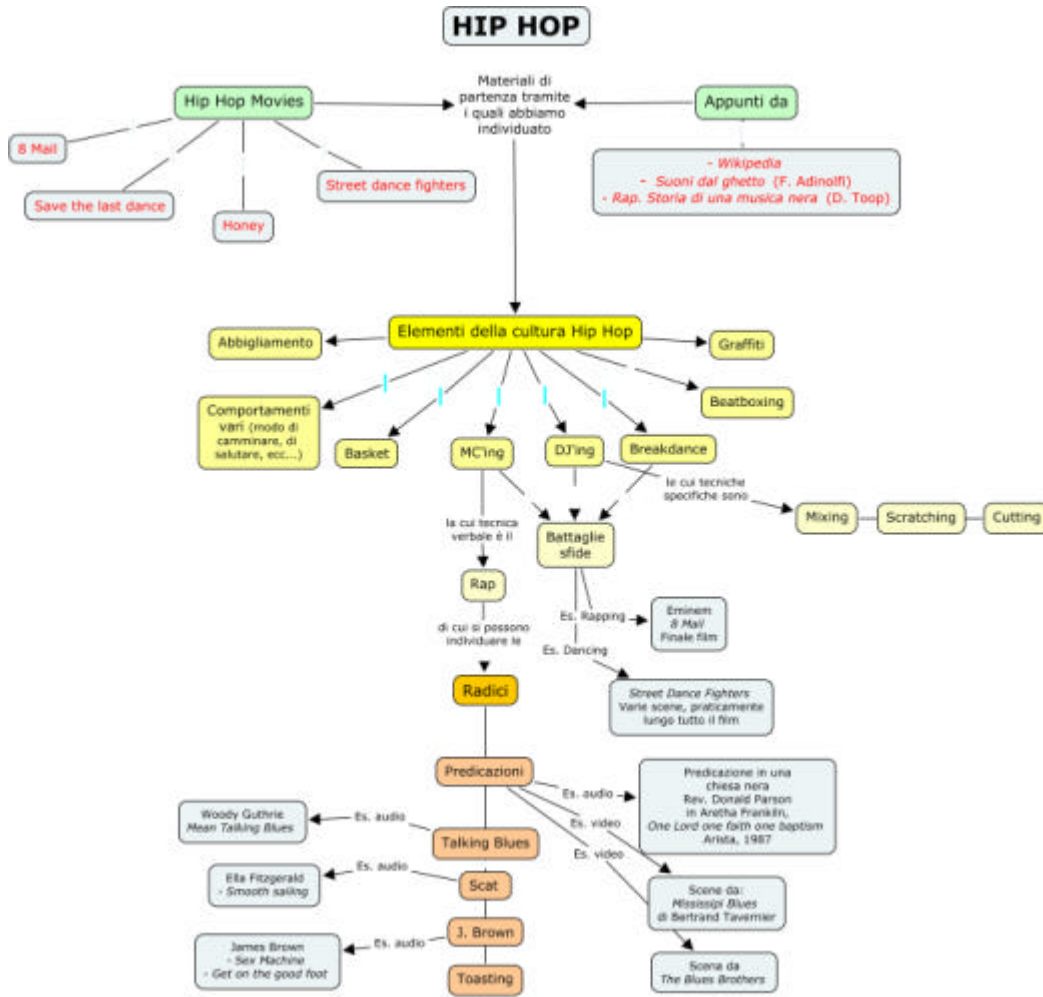 HIP HOP
Materiali di
partenza tramite
i quali abbiamo
individuato
Hip Hop Movies
Appunti da
8 Mail
Save the last dance
Honey
Street dance fighters
- Wikipedia
- Suoni dal ghetto (F. Adinolfi)
- Rap. Storia di una musica nera (D. Toop)
Elementi della cultura Hip Hop
Abbigliamento
Graffiti
Comportamenti
vari (modo di
camminare, di
salutare, ecc...)
Basket
MC'ing
DJ'ing
Breakdance
Beatboxing
le cui tecniche
specifiche sono
Mixing
Scratching
Cutting
la cui tecnica
verbale è il
Battaglie
sfide
Rap
Es. Rapping
Eminem
8 Mail
Finale film
di cui si possono
individuare le
Es. Dancing
Street Dance Fighters
Varie scene, praticamente
lungo tutto il film
Radici
Predicazioni
Es. audio
Predicazione in una
chiesa nera
Rev. Donald Parson
in Aretha Franklin,
One Lord one faith one baptism
Arista, 1987
Es. video
Es. video
Woody Guthrie
Mean Talking Blues
Es. audio
Talking Blues
Ella Fitzgerald
- Smooth sailing
Es. audio
Scat
Scene da:
Mississipi Blues
di Bertrand Tavernier
J. Brown
Es. audio
James Brown
- Sex Machine
- Get on the good foot
Toasting
Scena da
The Blues Brothers